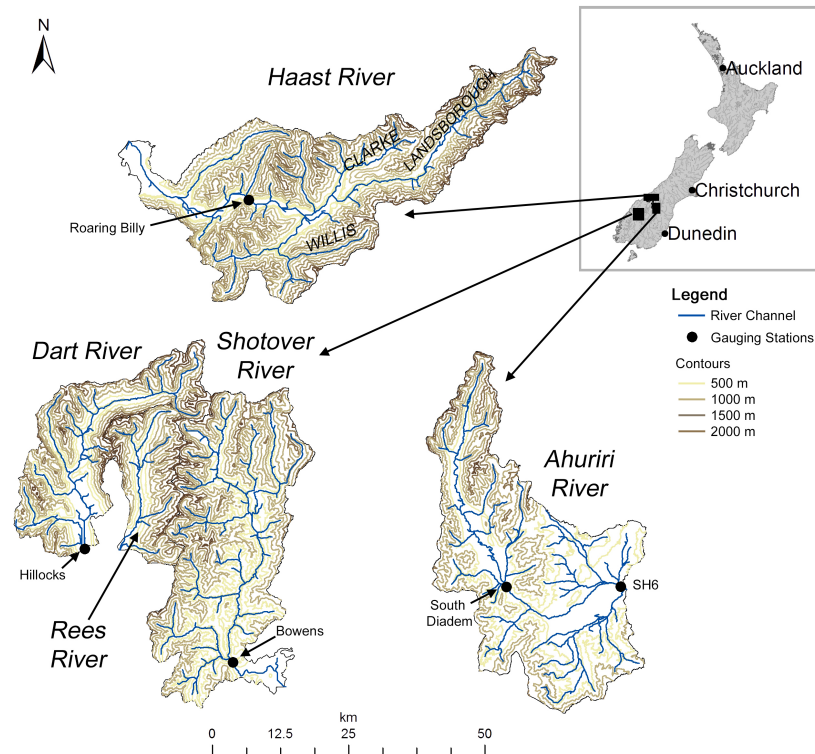 N
Haast River
CLARKE
LANDSBOROUGH
WILLIS
Roaring Billy
Auckland
Christchurch
Dunedin
Legend
River Channel
Gauging Stations
Contours
500 m
1000 m
1500 m
2000 m
Dart River
Shotover
River
Hillocks
Rees
River
Bowens
Ahuriri
River
South
Diadem
SH6
km
0 12.5 25 50